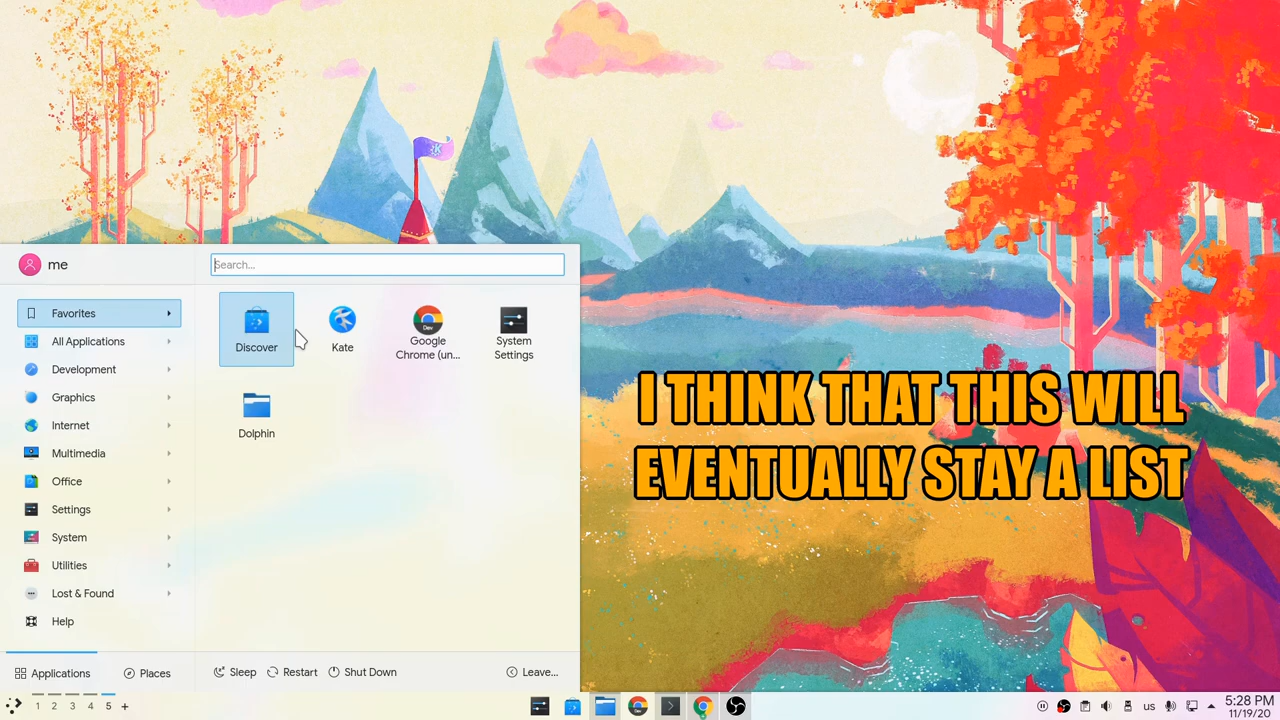 me
Search...
Favorites
All Applications
Development
Graphics
Internet
Multimedia
Office
Settings
System
Utilities
Lost & Found
Help
Discover
Kate
Google
Chrome (un...
System
Settings
Dolphin
Dev
I THINK THAT THIS WILL
EVENTUALLY STAY A LIST
Applications
Places
Sleep
Restart
Shut Down
Leave...
1 2 3 4 5 +
us
5:28 PM
11/19/20